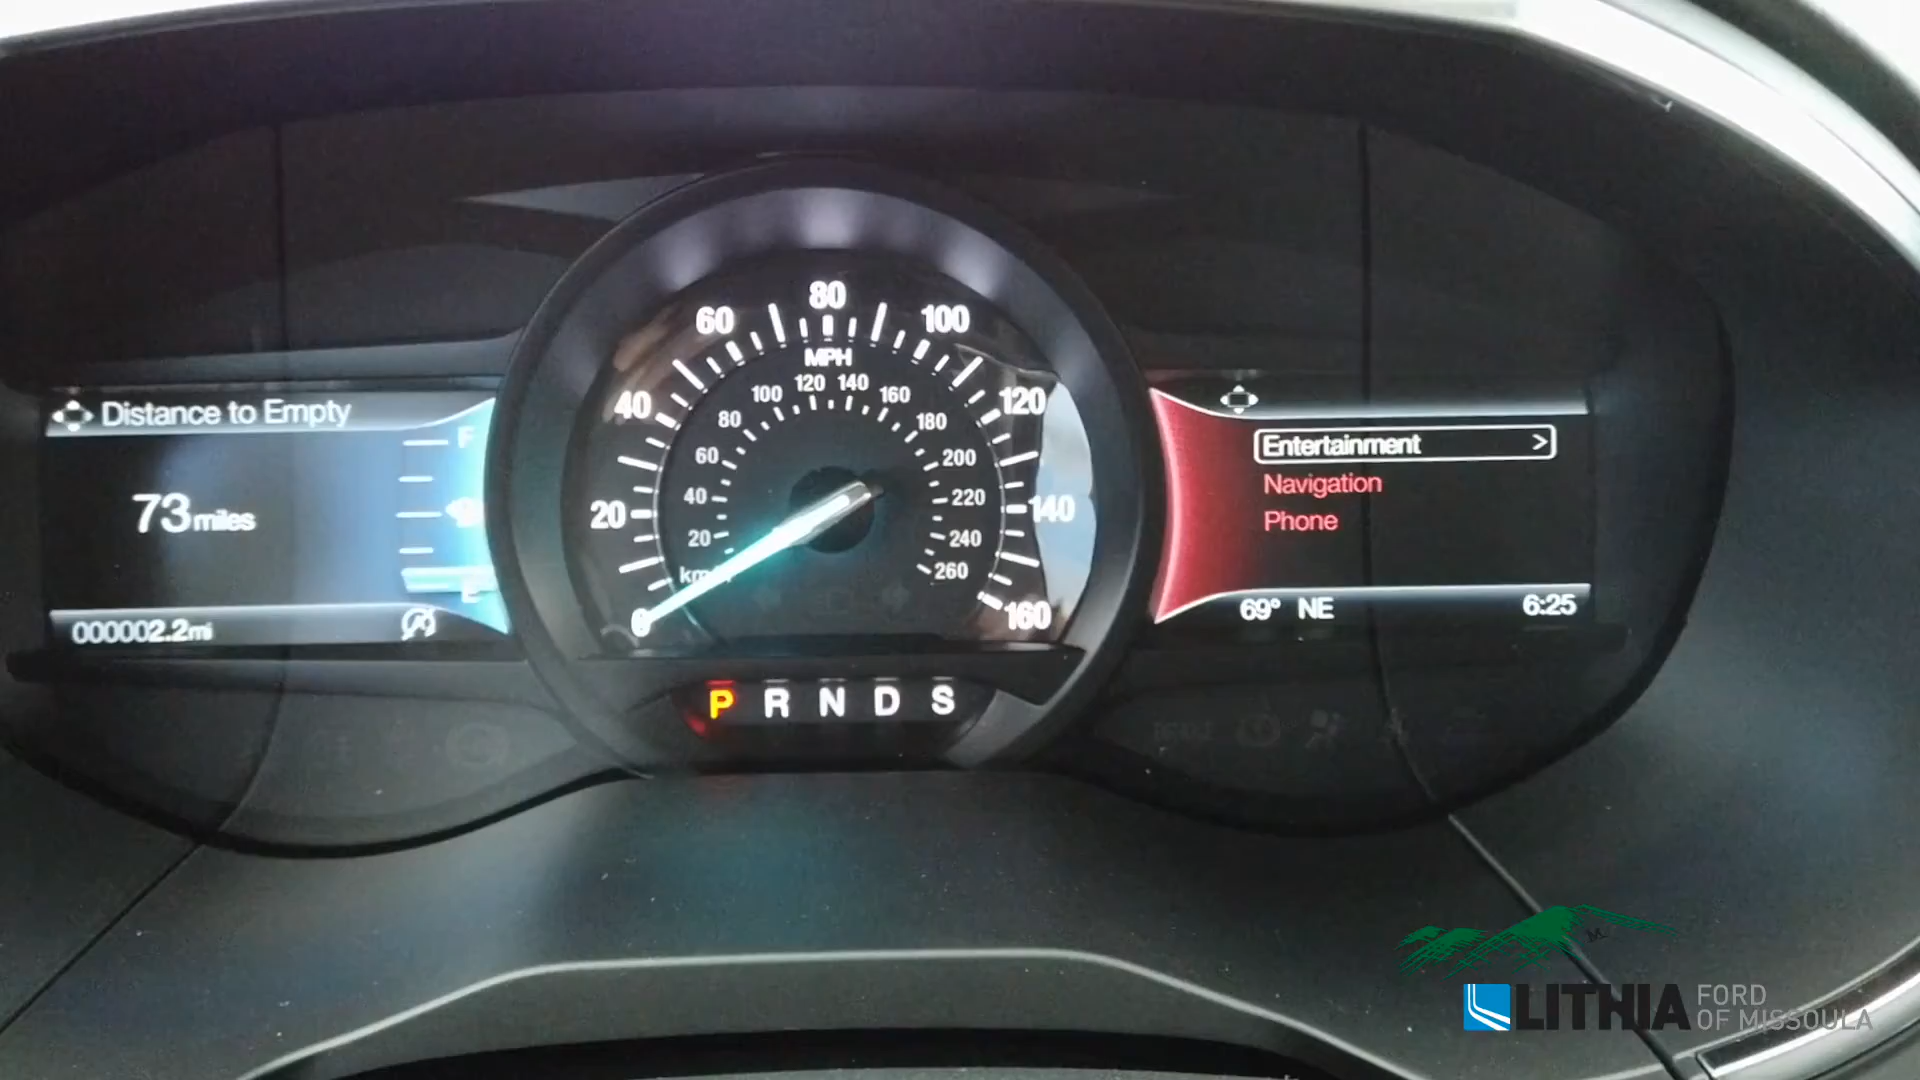 Distance to Empty
F
73 miles
E
000002.2 mi
0
20
40
60
80
100
120
140
160
MPH
20
40
60
80
100
120
140
160
180
200
220
240
260
P R N D S
Entertainment >
Navigation
Phone
69° NE 6:25
M
LITHIA FORD
OF MISSOULA